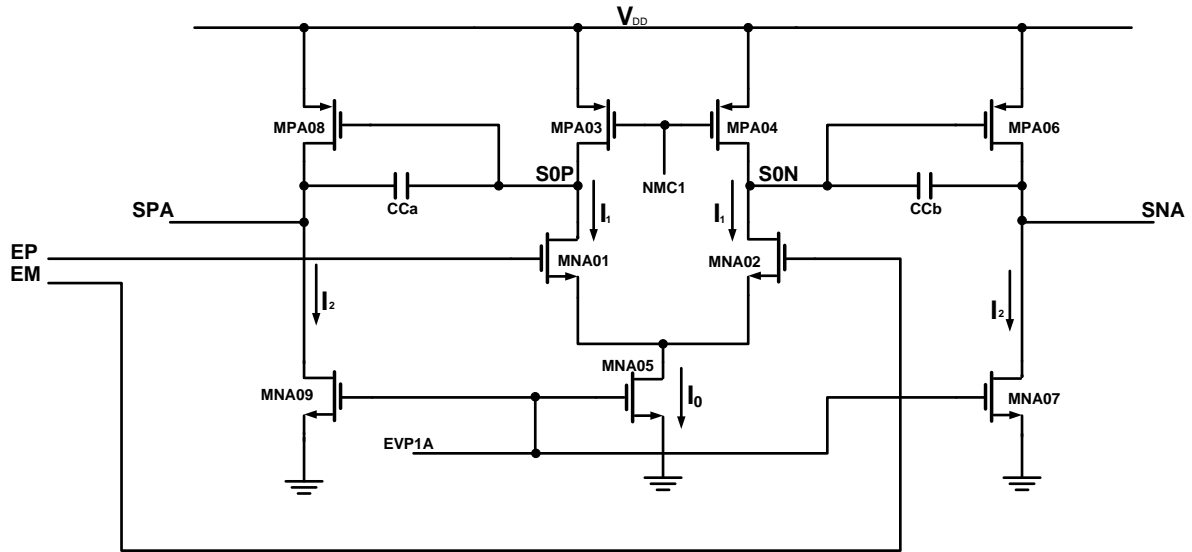 VDD
MPA08
MPA03
MPA04
MPA06
S0P
S0N
NMC1
CCa
CCb
SPA
SNA
I1
I1
EP
EM
MNA01
MNA02
I2
I2
MNA05
MNA09
MNA07
I0
EVP1A